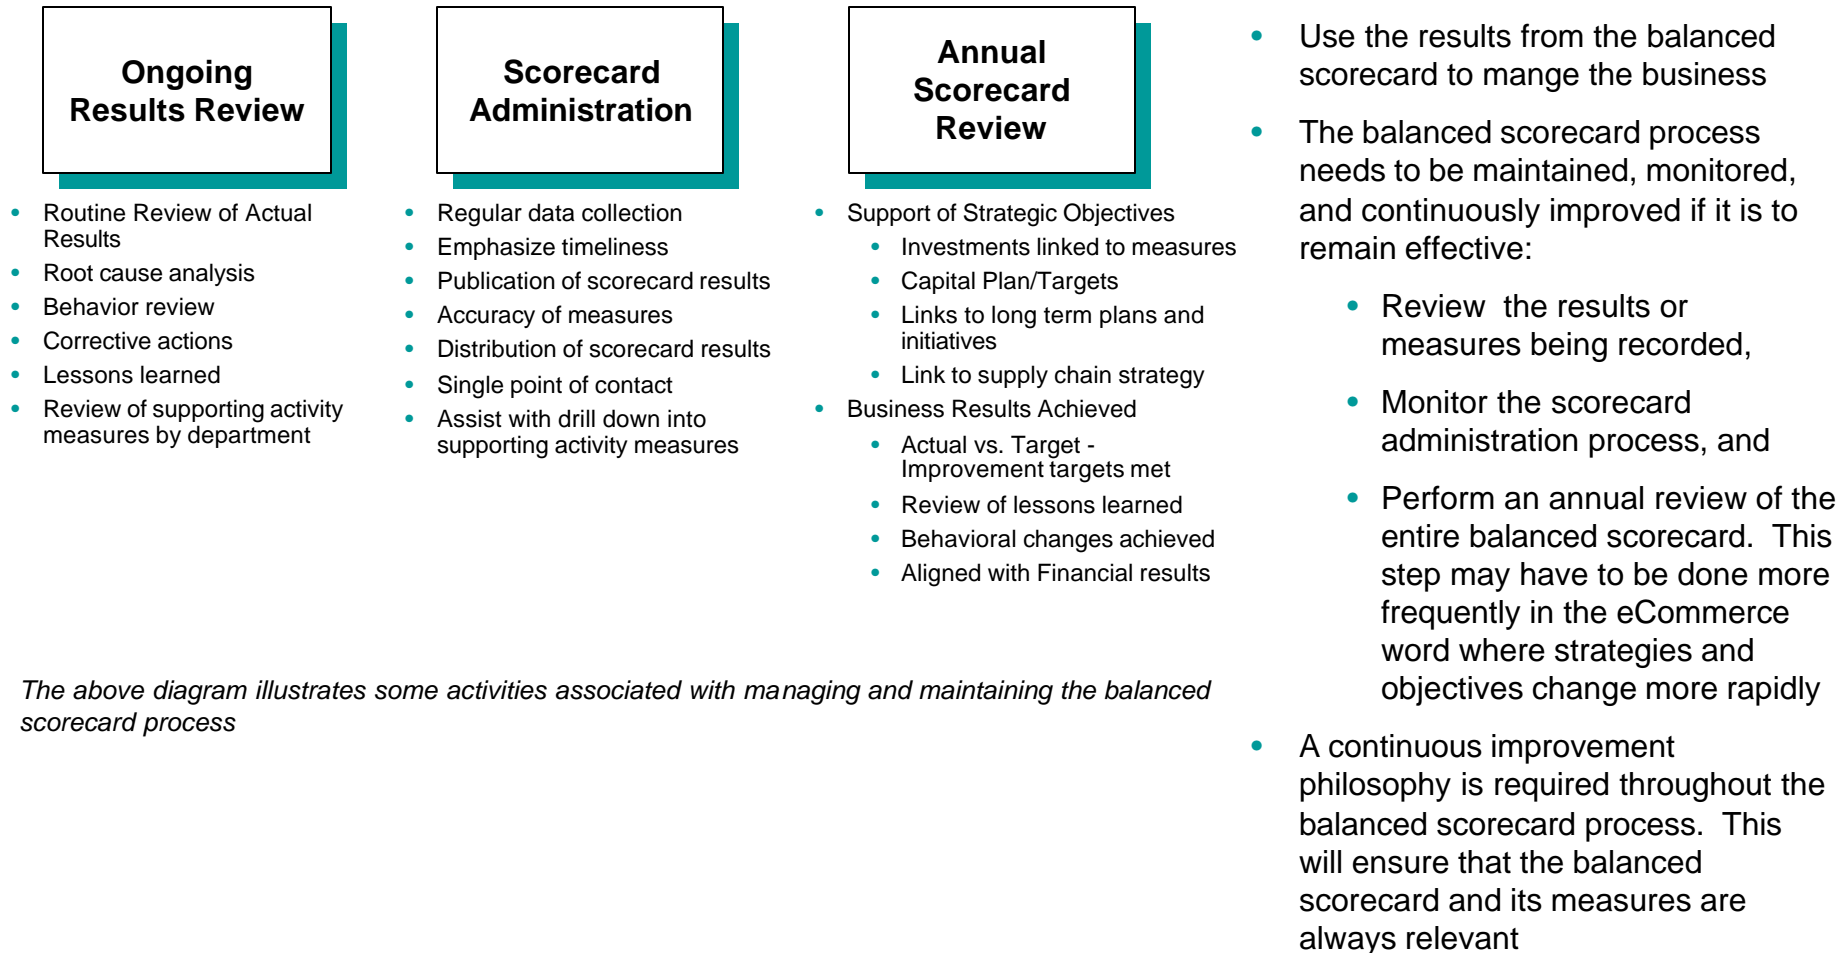 Ongoing
Results Review
• Routine Review of Actual
Results
• Root cause analysis
• Behavior review
• Corrective actions
• Lessons learned
• Review of supporting activity
measures by department
Scorecard
Administration
• Regular data collection
• Emphasize timeliness
• Publication of scorecard results
• Accuracy of measures
• Distribution of scorecard results
• Single point of contact
• Assist with drill down into
supporting activity measures
Annual
Scorecard
Review
• Support of Strategic Objectives
• Investments linked to measures
• Capital Plan/Targets
• Links to long term plans and
initiatives
• Link to supply chain strategy
• Business Results Achieved
• Actual vs. Target -
Improvement targets met
• Review of lessons learned
• Behavioral changes achieved
• Aligned with Financial results
The above diagram illustrates some activities associated with managing and maintaining the balanced
scorecard process
• Use the results from the balanced
scorecard to mange the business
• The balanced scorecard process
needs to be maintained, monitored,
and continuously improved if it is to
remain effective:
• Review the results or
measures being recorded,
• Monitor the scorecard
administration process, and
• Perform an annual review of the
entire balanced scorecard. This
step may have to be done more
frequently in the eCommerce
word where strategies and
objectives change more rapidly
• A continuous improvement
philosophy is required throughout the
balanced scorecard process. This
will ensure that the balanced
scorecard and its measures are
always relevant